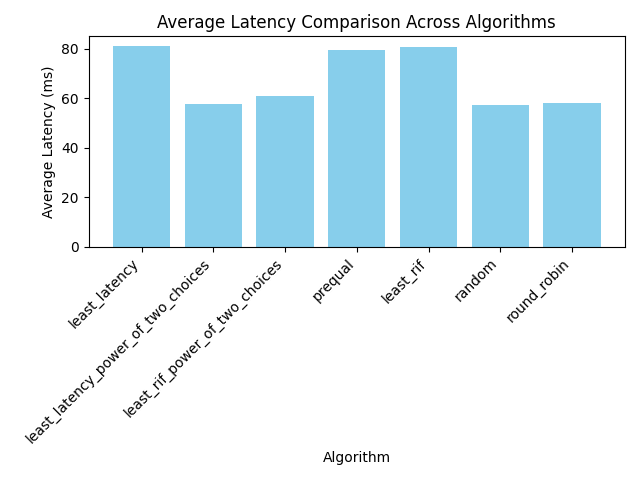 Average Latency Comparison Across Algorithms
Average Latency (ms)
80
60
40
20
0
least_latency
least_latency_power_of_two_choices
least_rif_power_of_two_choices
prequal
least_rif
random
round_robin
Algorithm